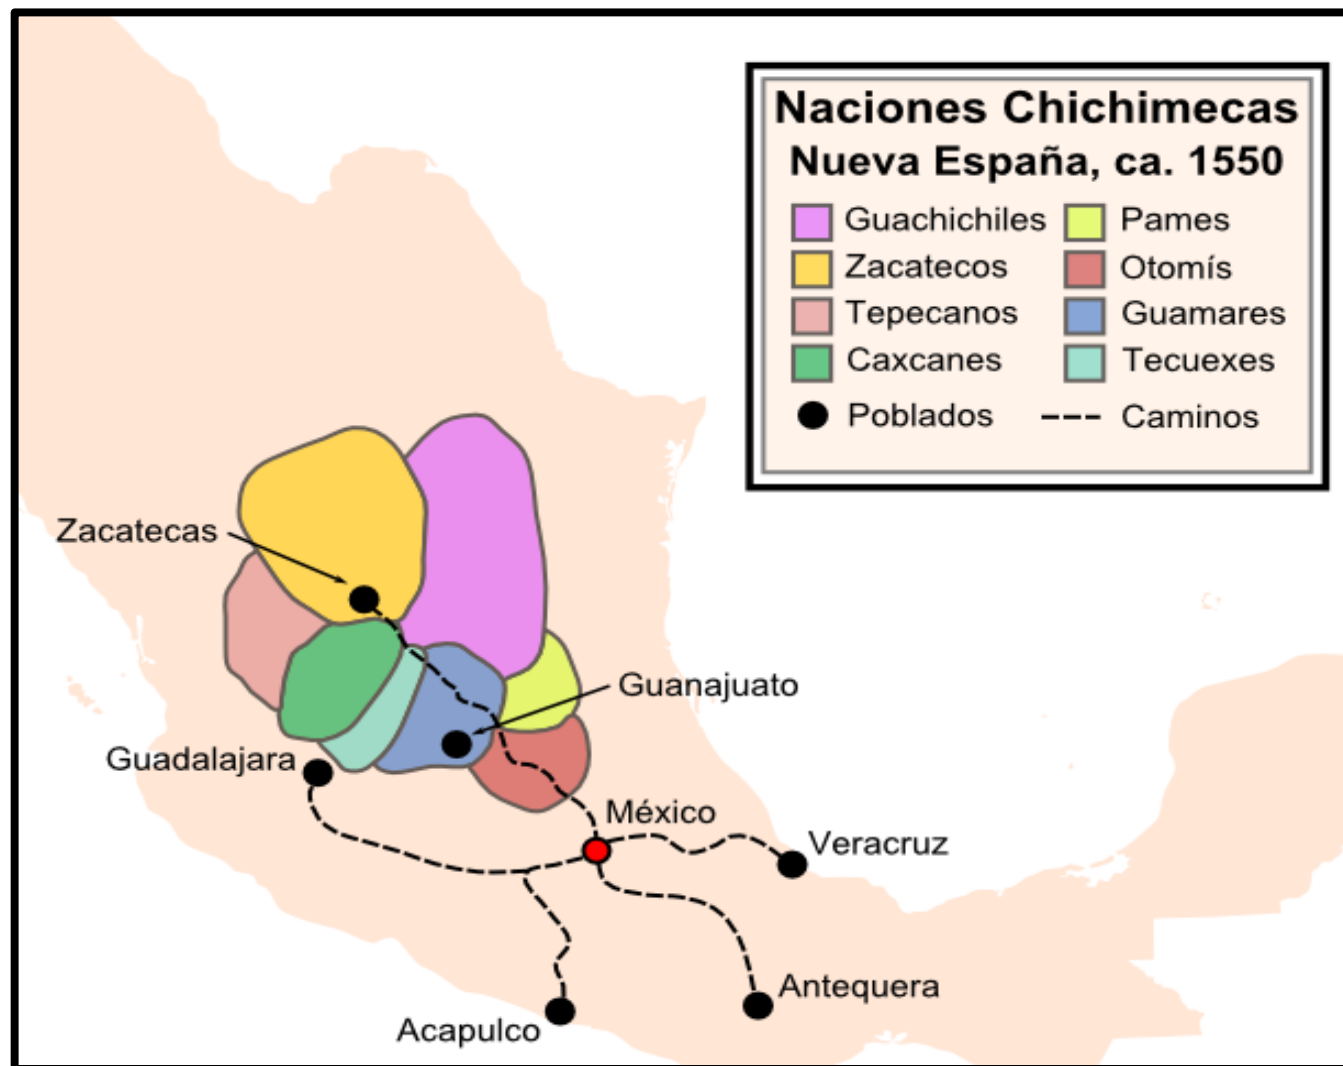 Naciones Chichimecas
Nueva España, ca. 1550
Guachichiles
Pames
Zacatecos
Otomís
Tepecanos
Guamares
Caxcanes
Tecuexes
Poblados
Caminos
Zacatecas
Guanajuato
Guadalajara
México
Veracruz
Antequera
Acapulco